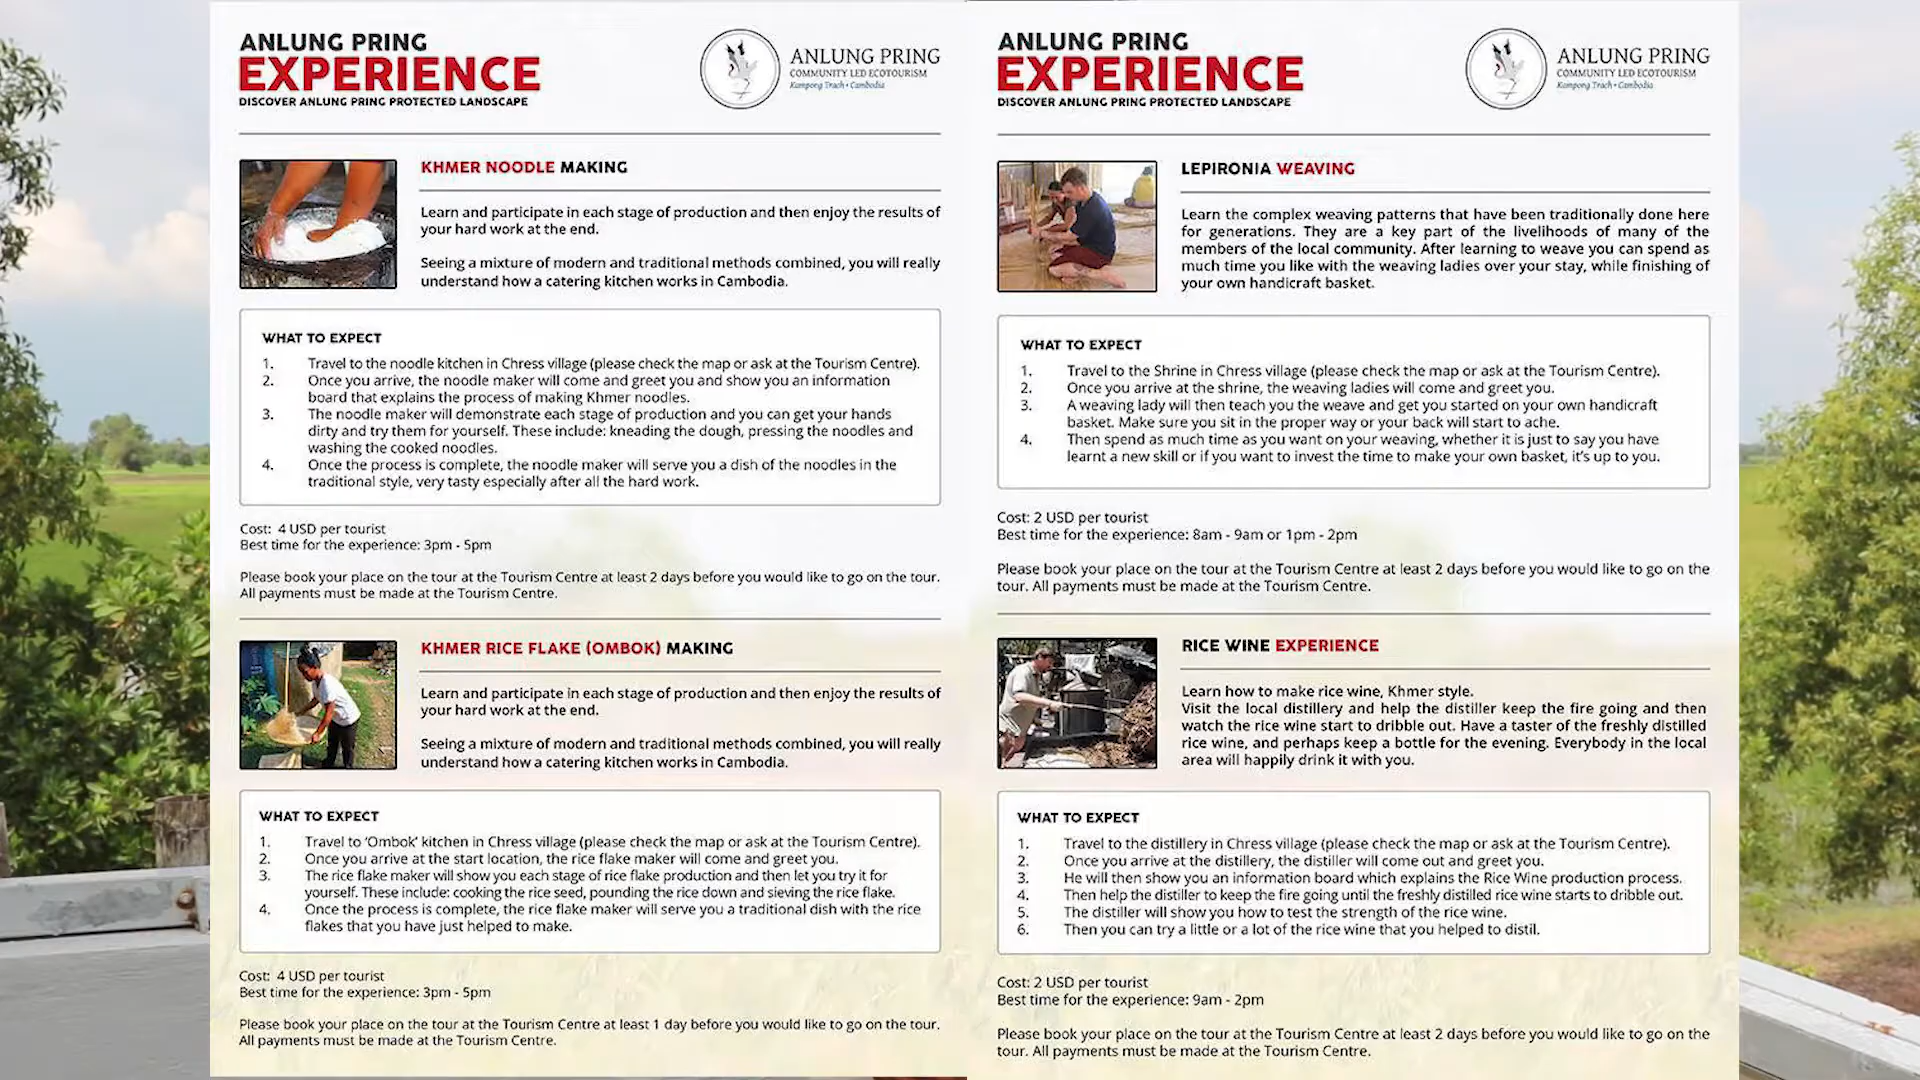 ANLUNG PRING
EXPERIENCE
DISCOVER ANLUNG PRING PROTECTED LANDSCAPE
ANLUNG PRING
COMMUNITY LED ECOTOURISM
Kampong Trach • Cambodia
KHMER NOODLE MAKING
Learn and participate in each stage of production and then enjoy the results of
your hard work at the end.
Seeing a mixture of modern and traditional methods combined, you will really
understand how a catering kitchen works in Cambodia.
WHAT TO EXPECT
1. Travel to the noodle kitchen in Chress village (please check the map or ask at the Tourism Centre).
2. Once you arrive, the noodle maker will come and greet you and show you an information
board that explains the process of making Khmer noodles.
3. The noodle maker will demonstrate each stage of production and you can get your hands
dirty and try them for yourself. These include: kneading the dough, pressing the noodles and
washing the cooked noodles.
4. Once the process is complete, the noodle maker will serve you a dish of the noodles in the
traditional style, very tasty especially after all the hard work.
Cost: 4 USD per tourist
Best time for the experience: 3pm - 5pm
Please book your place on the tour at the Tourism Centre at least 2 days before you would like to go on the tour.
All payments must be made at the Tourism Centre.
KHMER RICE FLAKE (OMBOK) MAKING
Learn and participate in each stage of production and then enjoy the results of
your hard work at the end.
Seeing a mixture of modern and traditional methods combined, you will really
understand how a catering kitchen works in Cambodia.
WHAT TO EXPECT
1. Travel to ‘Ombok’ kitchen in Chress village (please check the map or ask at the Tourism Centre).
2. Once you arrive at the start location, the rice flake maker will come and greet you.
3. The rice flake maker will show you each stage of rice flake production and then let you try it for
yourself. These include: cooking the rice seed, pounding the rice down and sieving the rice flake.
4. Once the process is complete, the rice flake maker will serve you a traditional dish with the rice
flakes that you have just helped to make.
Cost: 4 USD per tourist
Best time for the experience: 3pm - 5pm
Please book your place on the tour at the Tourism Centre at least 1 day before you would like to go on the tour.
All payments must be made at the Tourism Centre.
ANLUNG PRING
EXPERIENCE
DISCOVER ANLUNG PRING PROTECTED LANDSCAPE
ANLUNG PRING
COMMUNITY LED ECOTOURISM
Kampong Trach • Cambodia
LEPIRONIA WEAVING
Learn the complex weaving patterns that have been traditionally done here
for generations. They are a key part of the livelihoods of many of the
members of the local community. After learning to weave you can spend as
much time you like with the weaving ladies over your stay, while finishing of
your own handicraft basket.
WHAT TO EXPECT
1. Travel to the Shrine in Chress village (please check the map or ask at the Tourism Centre).
2. Once you arrive at the shrine, the weaving ladies will come and greet you.
3. A weaving lady will then teach you the weave and get you started on your own handicraft
basket. Make sure you sit in the proper way or your back will start to ache.
4. Then spend as much time as you want on your weaving, whether it is just to say you have
learnt a new skill or if you want to invest the time to make your own basket, it’s up to you.
Cost: 2 USD per tourist
Best time for the experience: 8am - 9am or 1pm - 2pm
Please book your place on the tour at the Tourism Centre at least 2 days before you would like to go on the
tour. All payments must be made at the Tourism Centre.
RICE WINE EXPERIENCE
Learn how to make rice wine, Khmer style.
Visit the local distillery and help the distiller keep the fire going and then
watch the rice wine start to dribble out. Have a taster of the freshly distilled
rice wine, and perhaps keep a bottle for the evening. Everybody in the local
area will happily drink it with you.
WHAT TO EXPECT
1. Travel to the distillery in Chress village (please check the map or ask at the Tourism Centre).
2. Once you arrive at the distillery, the distiller will come out and greet you.
3. He will then show you an information board which explains the Rice Wine production process.
4. Then help the distiller to keep the fire going until the freshly distilled rice wine starts to dribble out.
5. The distiller will show you how to test the strength of the rice wine.
6. Then you can try a little or a lot of the rice wine that you helped to distil.
Cost: 2 USD per tourist
Best time for the experience: 9am - 2pm
Please book your place on the tour at the Tourism Centre at least 2 days before you would like to go on the
tour. All payments must be made at the Tourism Centre.